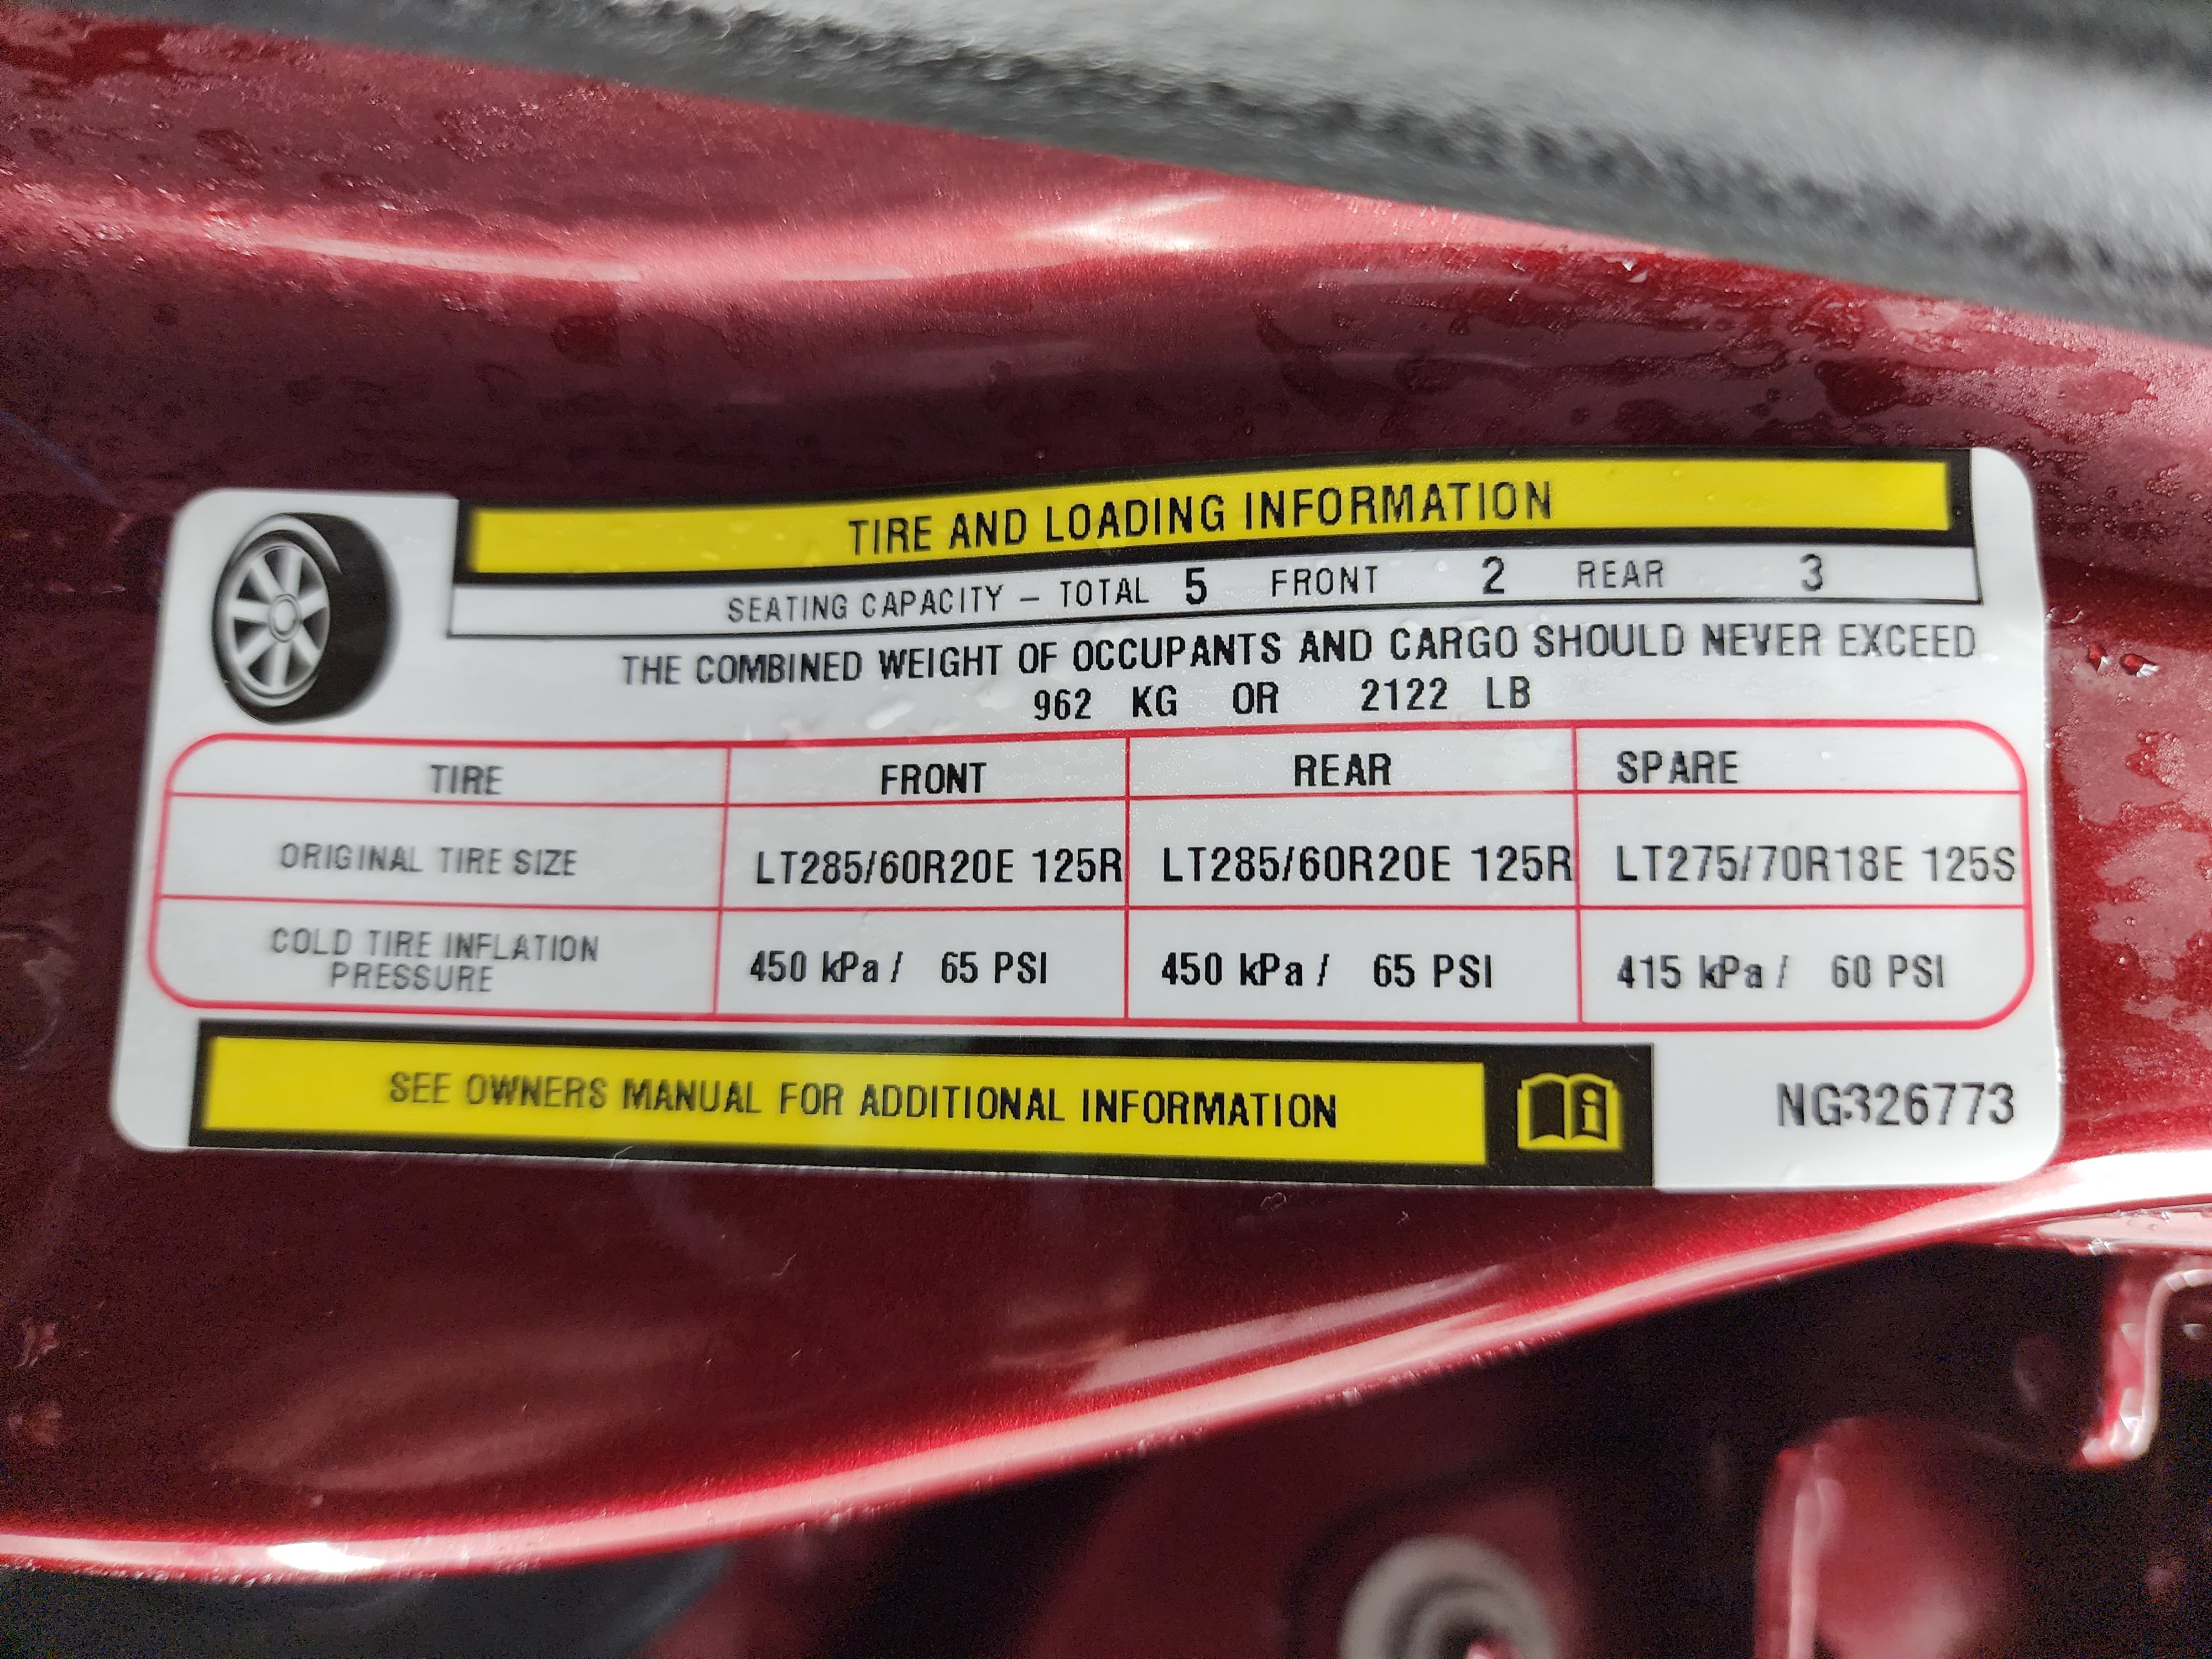 TIRE AND LOADING INFORMATION
SEATING CAPACITY – TOTAL 5 FRONT 2 REAR 3
THE COMBINED WEIGHT OF OCCUPANTS AND CARGO SHOULD NEVER EXCEED
962 KG OR 2122 LB
TIRE FRONT REAR SPARE
ORIGINAL TIRE SIZE LT285/60R20E 125R LT285/60R20E 125R LT275/70R18E 125S
COLD TIRE INFLATION
PRESSURE 450 kPa / 65 PSI 450 kPa / 65 PSI 415 kPa / 60 PSI
SEE OWNERS MANUAL FOR ADDITIONAL INFORMATION
NG326773